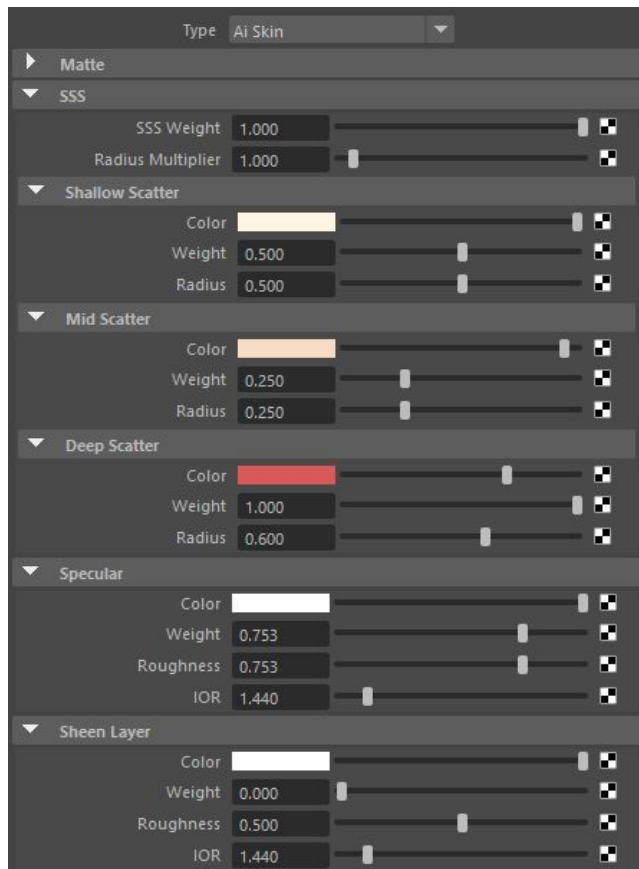 Type Ai Skin
Matte
SSS
SSS Weight 1.000
Radius Multiplier 1.000
Shallow Scatter
Color
Weight 0.500
Radius 0.500
Mid Scatter
Color
Weight 0.250
Radius 0.250
Deep Scatter
Color
Weight 1.000
Radius 0.600
Specular
Color
Weight 0.753
Roughness 0.753
IOR 1.440
Sheen Layer
Color
Weight 0.000
Roughness 0.500
IOR 1.440